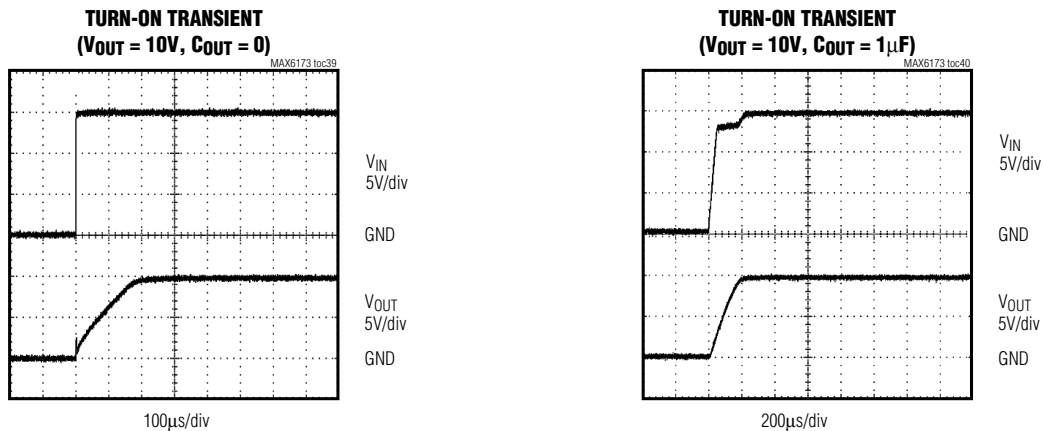 TURN-ON TRANSIENT
(VOUT = 10V, COUT = 0)
MAX6173 toc39
VIN
5V/div
GND
VOUT
5V/div
GND
100μs/div
TURN-ON TRANSIENT
(VOUT = 10V, COUT = 1μF)
MAX6173 toc40
VIN
5V/div
GND
VOUT
5V/div
GND
200μs/div